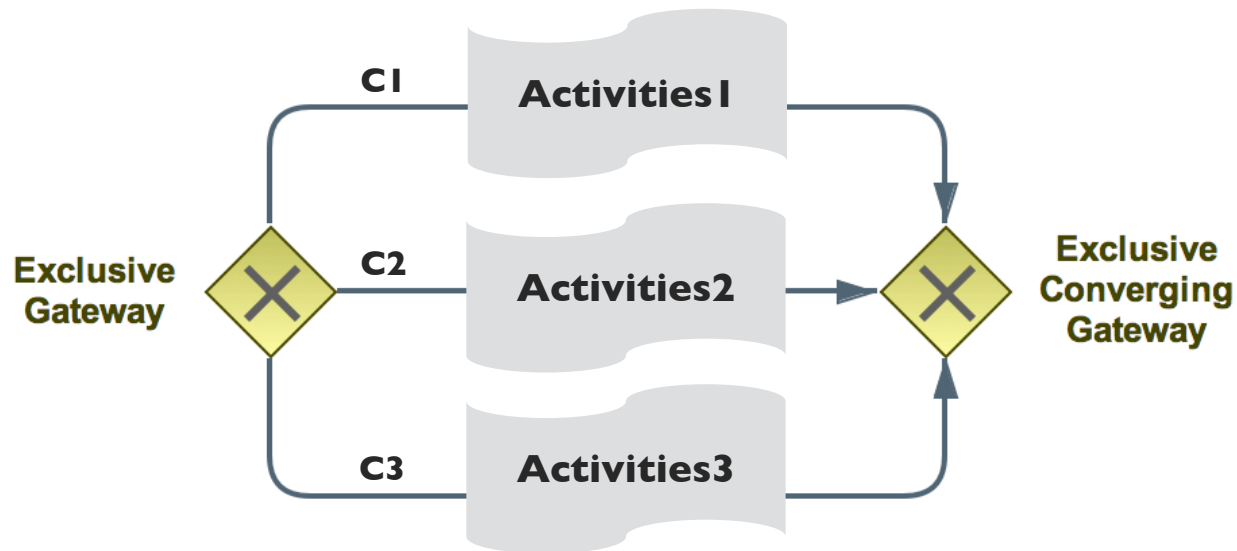 C1
Activities1
Exclusive
Gateway
C2
Activities2
Exclusive
Converging
Gateway
C3
Activities3